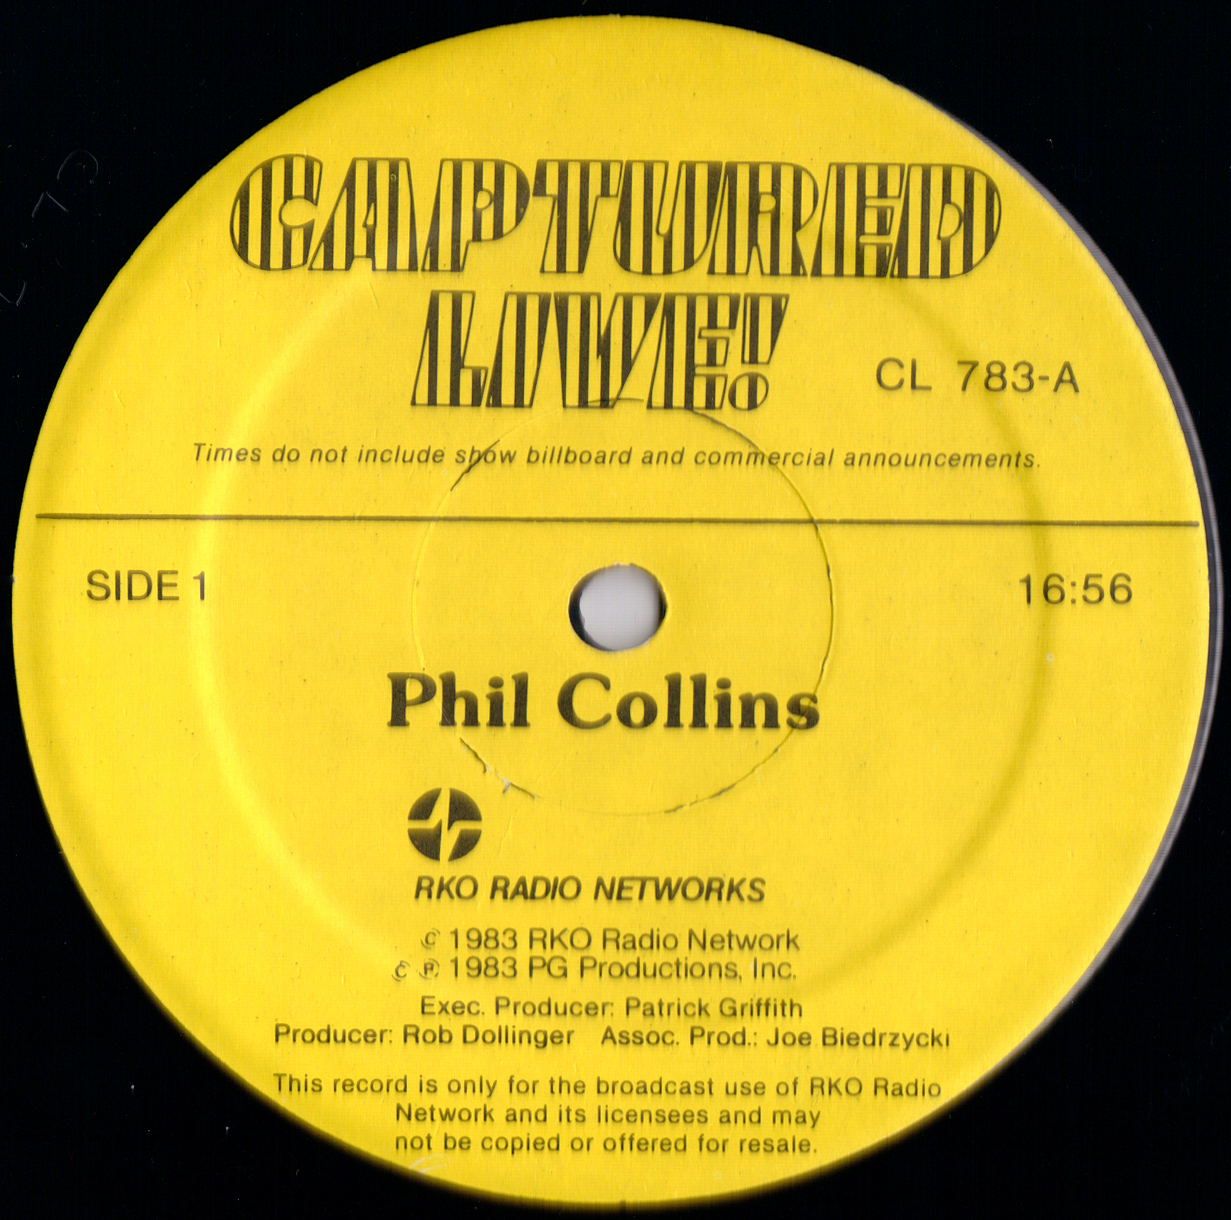 CAPTURED
LIVE!
CL 783-A
Times do not include show billboard and commercial announcements.
SIDE 1
16:56
Phil Collins
RKO RADIO NETWORKS
© 1983 RKO Radio Network
© ℗ 1983 PG Productions, Inc.
Exec. Producer: Patrick Griffith
Producer: Rob Dollinger Assoc. Prod.: Joe Biedrzycki
This record is only for the broadcast use of RKO Radio
Network and its licensees and may
not be copied or offered for resale.